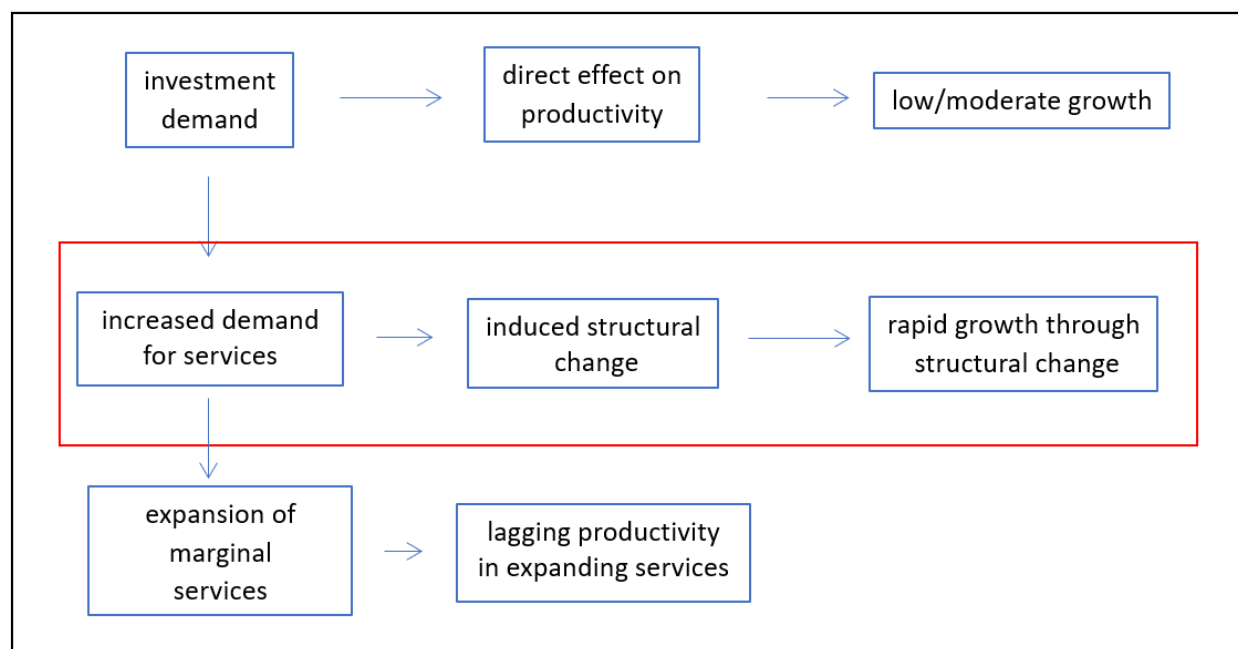 investment
demand
direct effect on
productivity
low/moderate growth
increased demand
for services
induced structural
change
rapid growth through
structural change
expansion of
marginal
services
lagging productivity
in expanding services